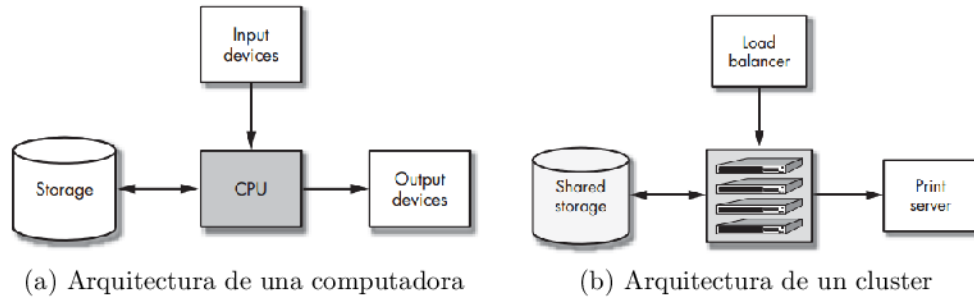 Input
devices
Storage
CPU
Output
devices
(a) Arquitectura de una computadora
Load
balancer
Shared
storage
Print
server
(b) Arquitectura de un cluster